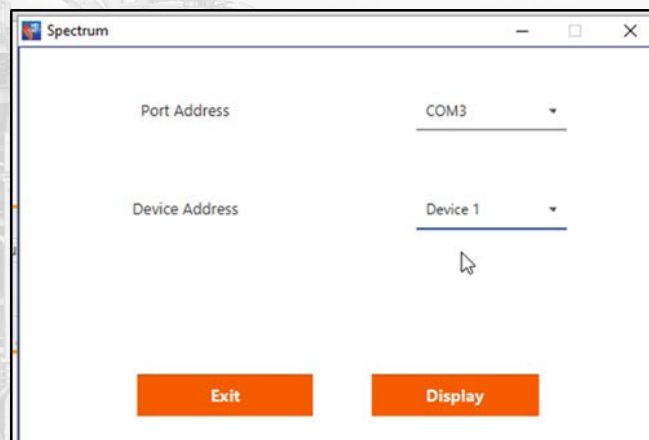 Spectrum
Port Address COM3
Device Address Device 1
Exit Display